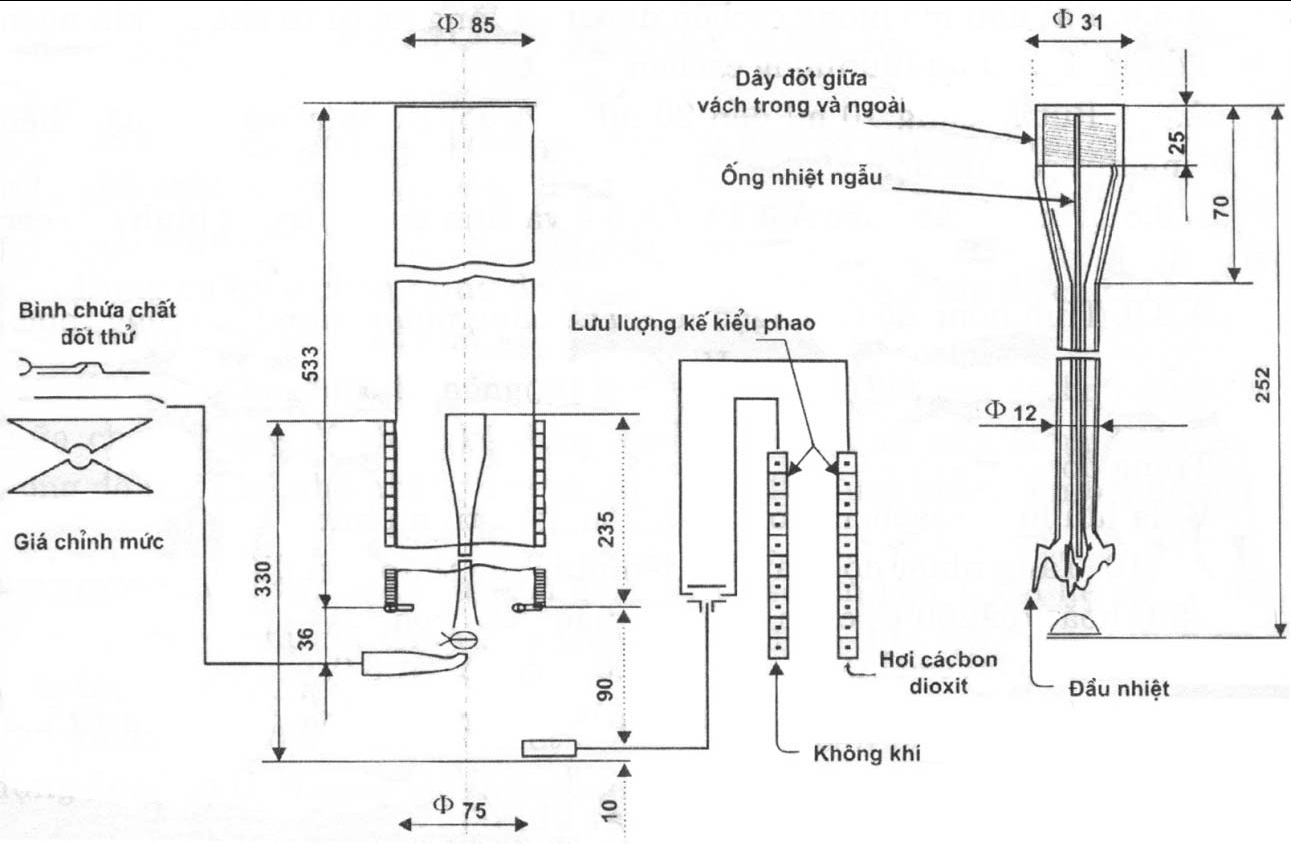 Φ 85
Φ 31
Dây đốt giữa
vách trong và ngoài
Ống nhiệt ngẫu
25
70
252
Φ 12
Đẩu nhiệt
Bình chứa chất
đốt thử
Giá chỉnh mức
533
330
36
235
90
10
Φ 75
Lưu lượng kế kiểu phao
Hơi cácbon
dioxit
Không khí